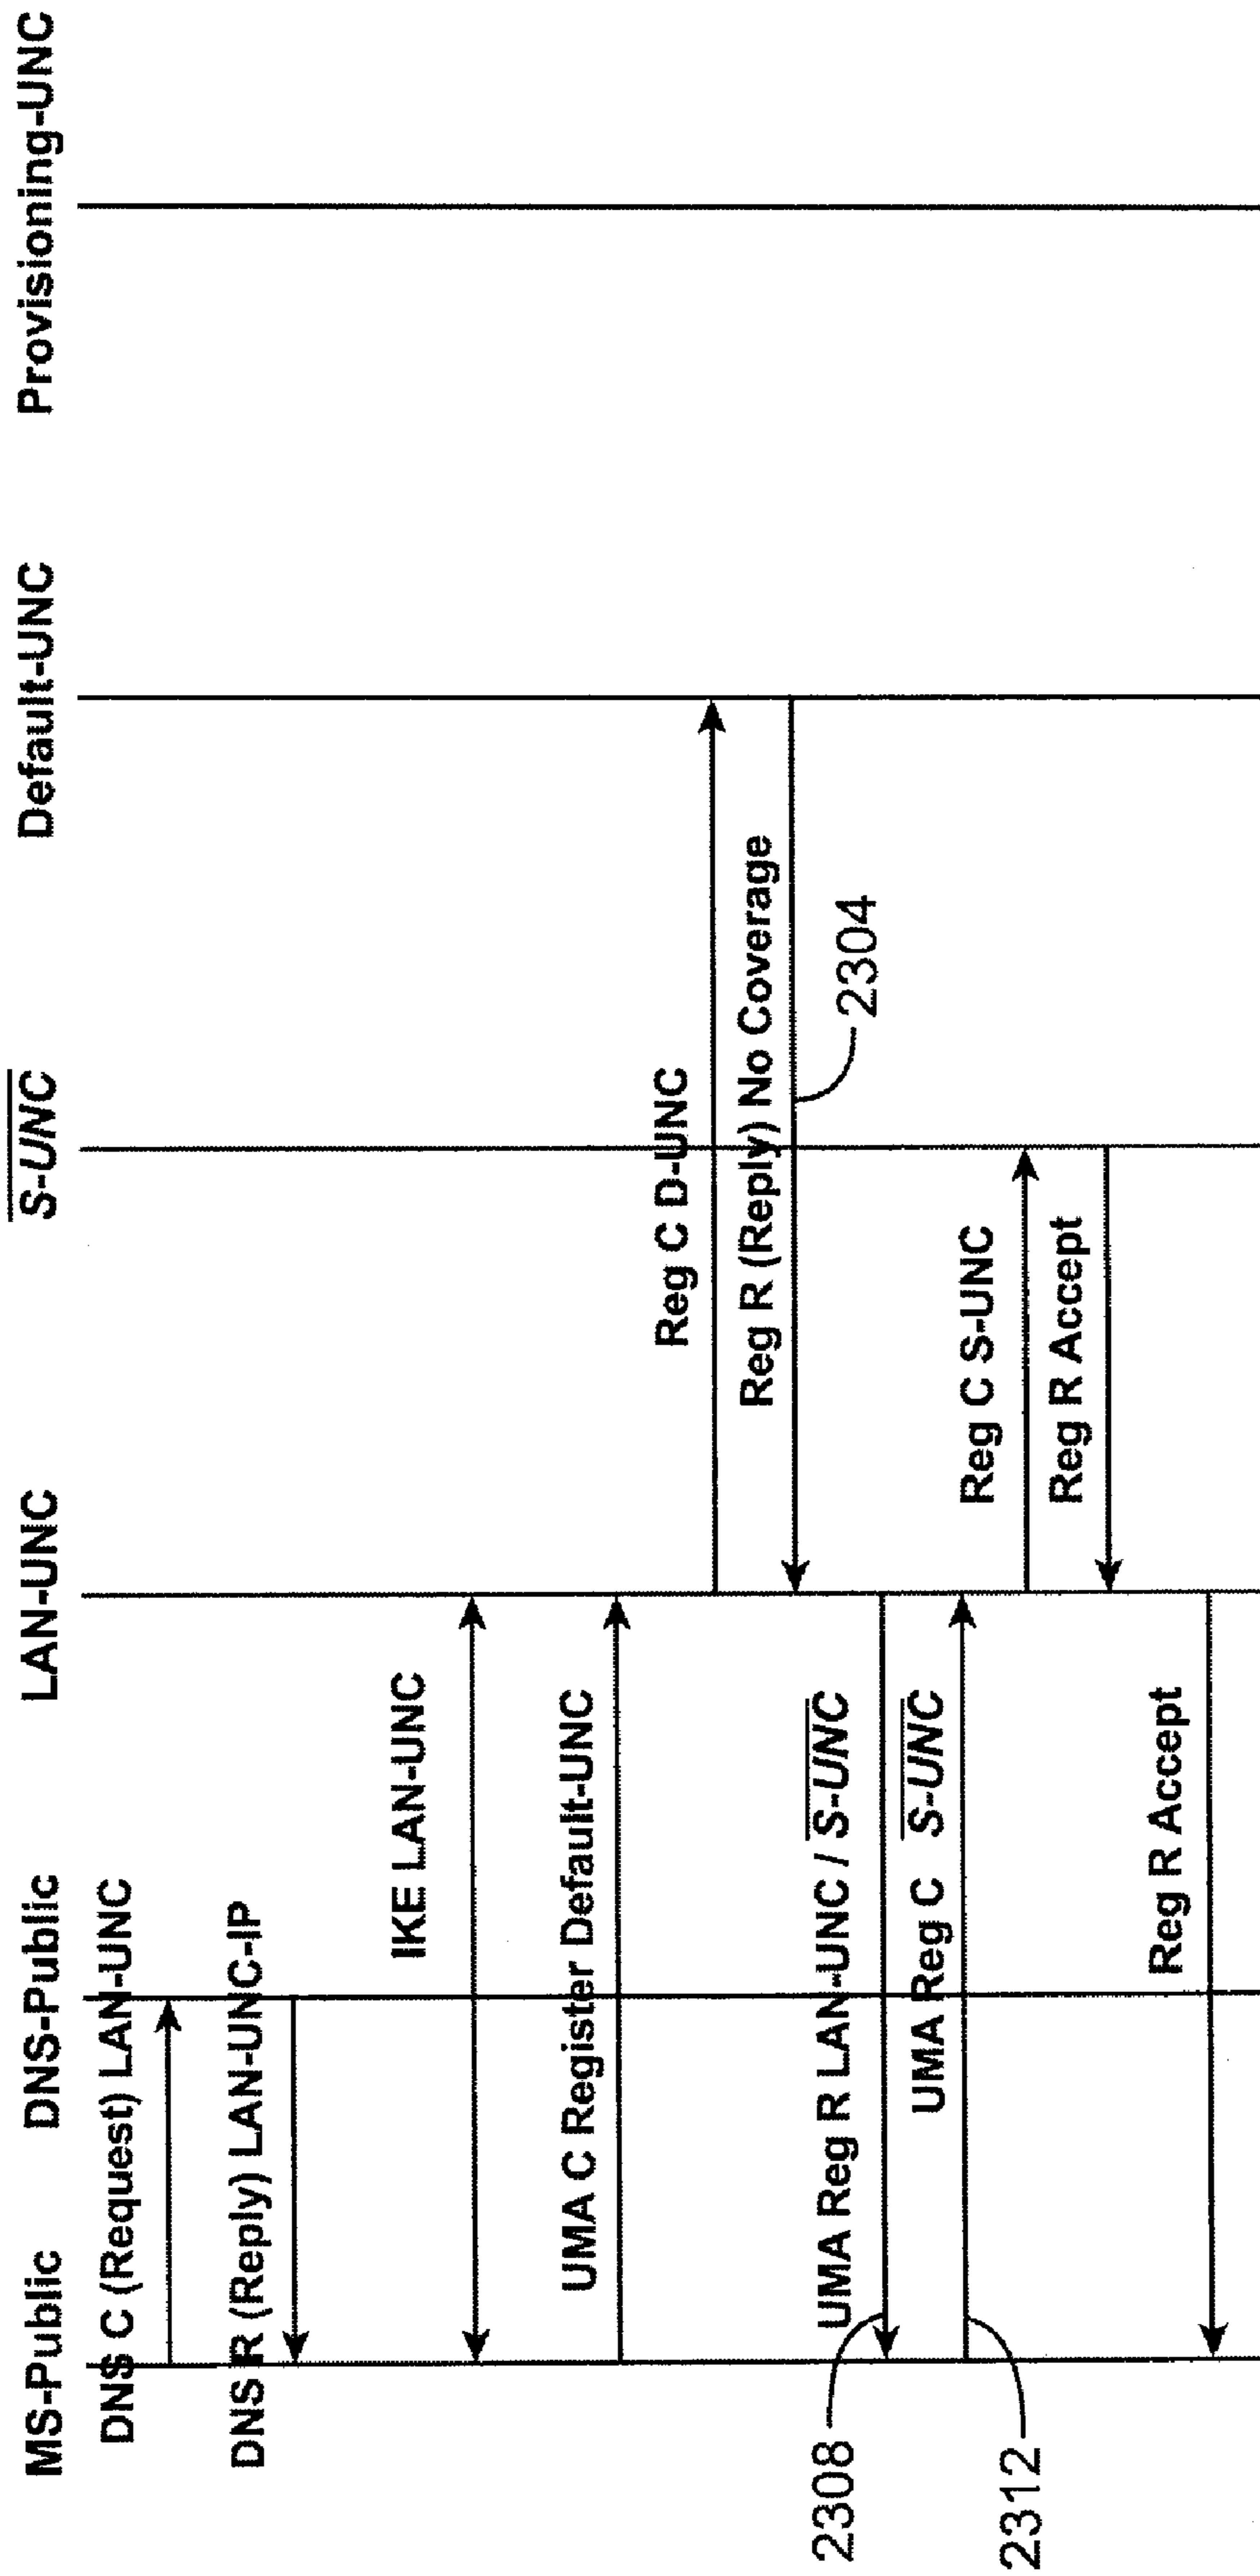 MS-Public
DNS-Public
LAN-UNC
S-UNC
Default-UNC
Provisioning-UNC
DNS C (Request) LAN-UNC
DNS R (Reply) LAN-UNC-IP
IKE LAN-UNC
UMA C Register Default-UNC
Reg C D-UNC
Reg R (Reply) No Coverage
2304
UMA Reg R LAN-UNC / S-UNC
2308
UMA Reg C S-UNC
2312
Reg C S-UNC
Reg R Accept
Reg R Accept